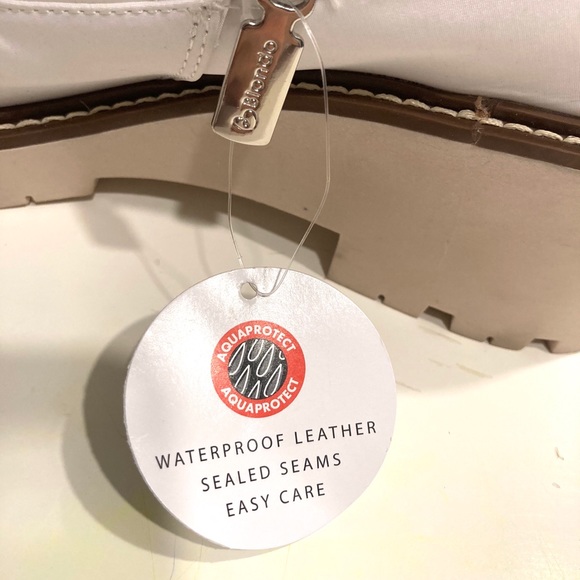 Blondo
AQUAPROTECT
AQUAPROTECT
WATERPROOF LEATHER
SEALED SEAMS
EASY CARE